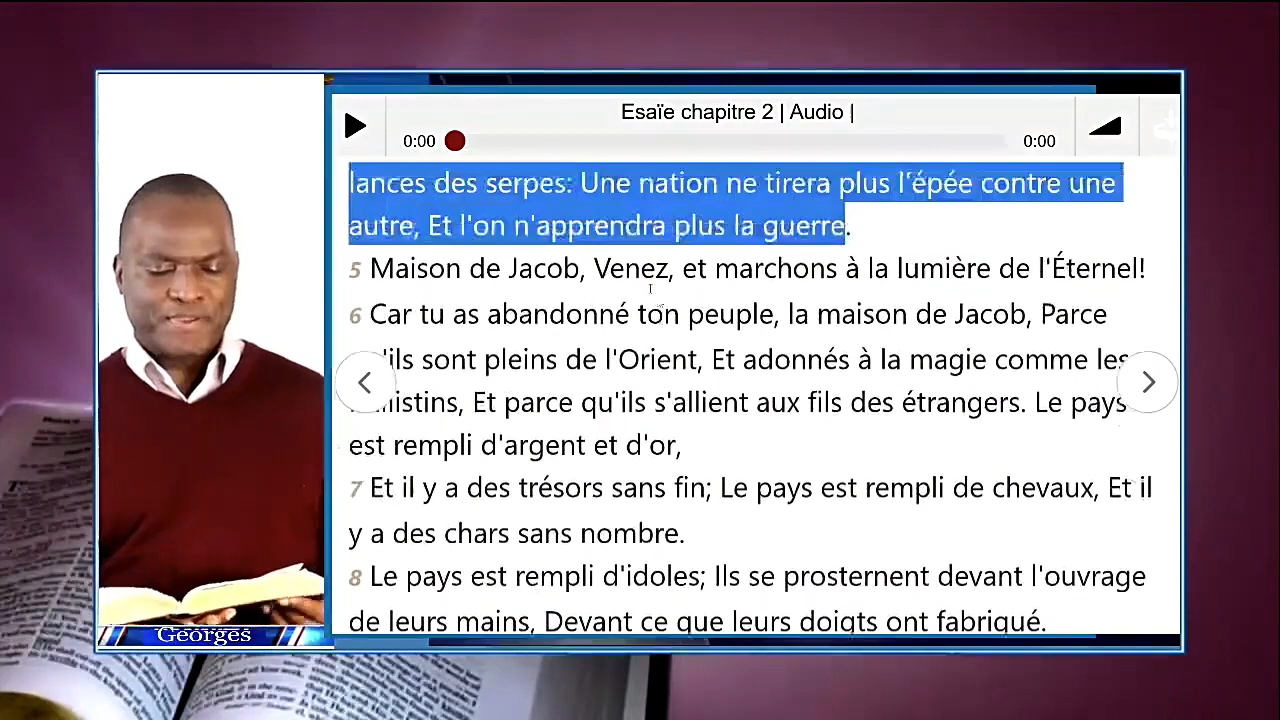 Esaïe chapitre 2 | Audio |
0:00
0:00
lances des serpes: Une nation ne tirera plus l'épée contre une
autre, Et l'on n'apprendra plus la guerre.
5 Maison de Jacob, Venez, et marchons à la lumière de l'Éternel!
6 Car tu as abandonné ton peuple, la maison de Jacob, Parce
'ils sont pleins de l'Orient, Et adonnés à la magie comme les
listins, Et parce qu'ils s'allient aux fils des étrangers. Le pays
est rempli d'argent et d'or,
7 Et il y a des trésors sans fin; Le pays est rempli de chevaux, Et il
y a des chars sans nombre.
8 Le pays est rempli d'idoles; Ils se prosternent devant l'ouvrage
de leurs mains, Devant ce que leurs doigts ont fabriqué.
Georges